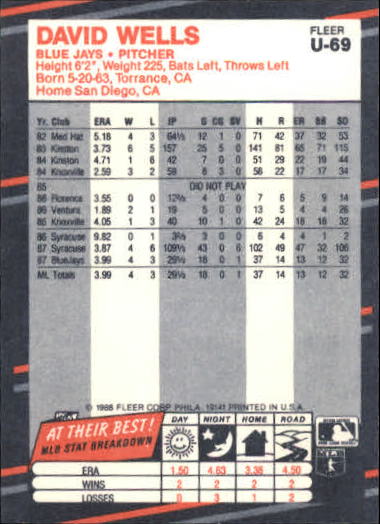 DAVID WELLS
BLUE JAYS • PITCHER
Height 6'2", Weight 225, Bats Left, Throws Left
Born 5-20-63, Torrance, CA
Home San Diego, CA
FLEER
U-69
Yr. Club ERA W L IP G CG SV H R ER BB SO
82 Med Hat 5.18 4 3 64⅓ 12 1 0 71 42 37 32 53
83 Kinston 3.73 6 5 157 25 5 0 141 81 65 71 115
84 Kinston 4.71 1 6 42 7 0 0 51 29 22 19 44
84 Knoxville 2.59 3 2 59 8 3 0 58 22 17 17 34
85 DID NOT PLAY
86 Florence 3.55 0 0 12⅔ 4 0 0 7 6 5 9 14
86 Ventura 1.89 2 1 19 5 0 0 13 5 4 4 26
86 Knoxville 4.05 1 3 40 10 1 0 42 24 18 18 32
86 Syracuse 9.82 0 1 3⅔ 3 0 0 6 4 4 1 2
87 Syracuse 3.87 4 6 109⅓ 43 0 6 102 49 47 32 106
87 BlueJays 3.99 4 3 29⅓ 18 0 1 37 14 13 12 32
ML Totals 3.99 4 3 29⅓ 18 0 1 37 14 13 12 32
© 1988 FLEER CORP. PHILA. 19141 PRINTED IN U.S.A.
AT THEIR BEST!
MLB STAT BREAKDOWN
DAY NIGHT HOME ROAD
ERA 1.50 4.63 3.38 4.50
WINS 2 2 2 2
LOSSES 0 3 1 2